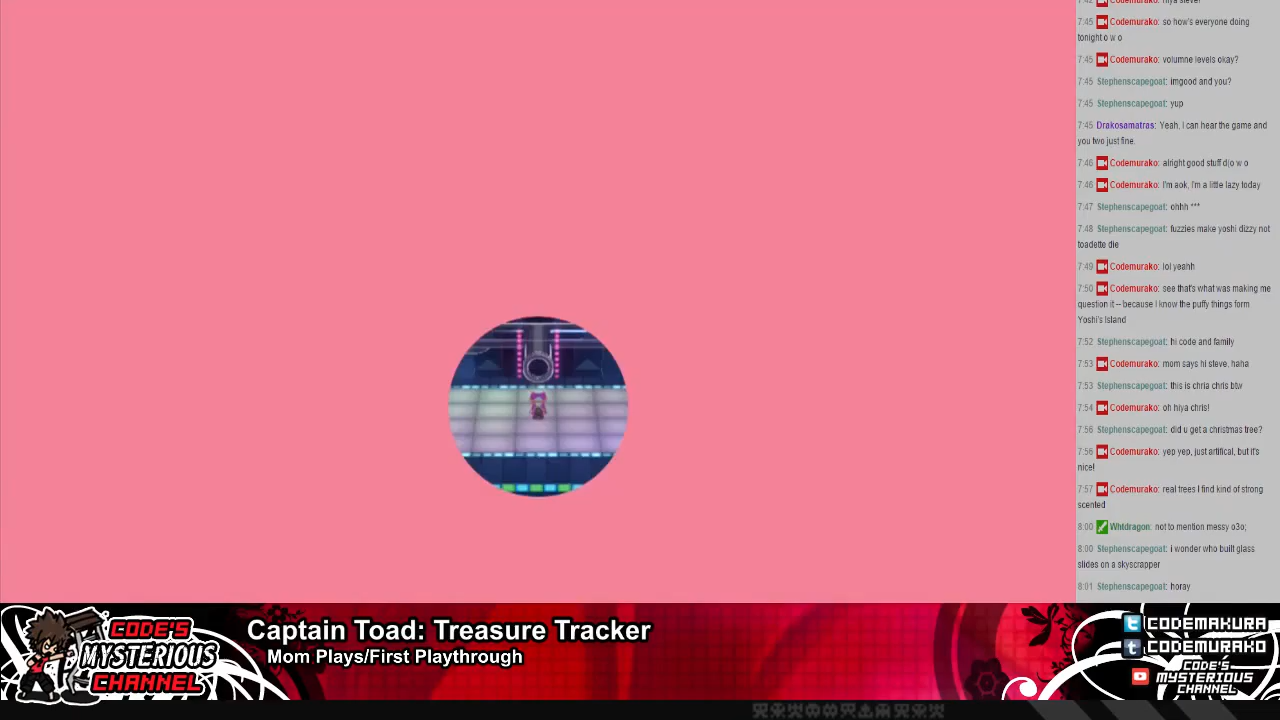 7:42 Codemurako: hiya steve!
7:45 Codemurako: so how's everyone doing
tonight o w o
7:45 Codemurako: volumne levels okay?
7:45 Stephenscapegoat: imgood and you?
7:45 Stephenscapegoat: yup
7:45 Drakosamatras: Yeah, I can hear the game and
you two just fine.
7:46 Codemurako: alright good stuff d|o w o
7:46 Codemurako: I'm aok, I'm a little lazy today
7:47 Stephenscapegoat: ohhh ***
7:48 Stephenscapegoat: fuzzies make yoshi dizzy not
toadette die
7:49 Codemurako: lol yeahh
7:50 Codemurako: see that's what was making me
question it -- because I know the puffy things form
Yoshi's Island
7:52 Stephenscapegoat: hi code and family
7:53 Codemurako: mom says hi steve, haha
7:53 Stephenscapegoat: this is chria chris btw
7:54 Codemurako: oh hiya chris!
7:56 Stephenscapegoat: did u get a christmas tree?
7:56 Codemurako: yep yep, just artifical, but it's
nice!
7:57 Codemurako: real trees I find kind of strong
scented
8:00 Whtdragon: not to mention messy o3o;
8:00 Stephenscapegoat: i wonder who built glass
slides on a skyscrapper
8:01 Stephenscapegoat: horay
CODE'S
MYSTERIOUS
CHANNEL
Captain Toad: Treasure Tracker
Mom Plays/First Playthrough
CODEMAKURA
CODEMURAKO
CODE'S
MYSTERIOUS
CHANNEL